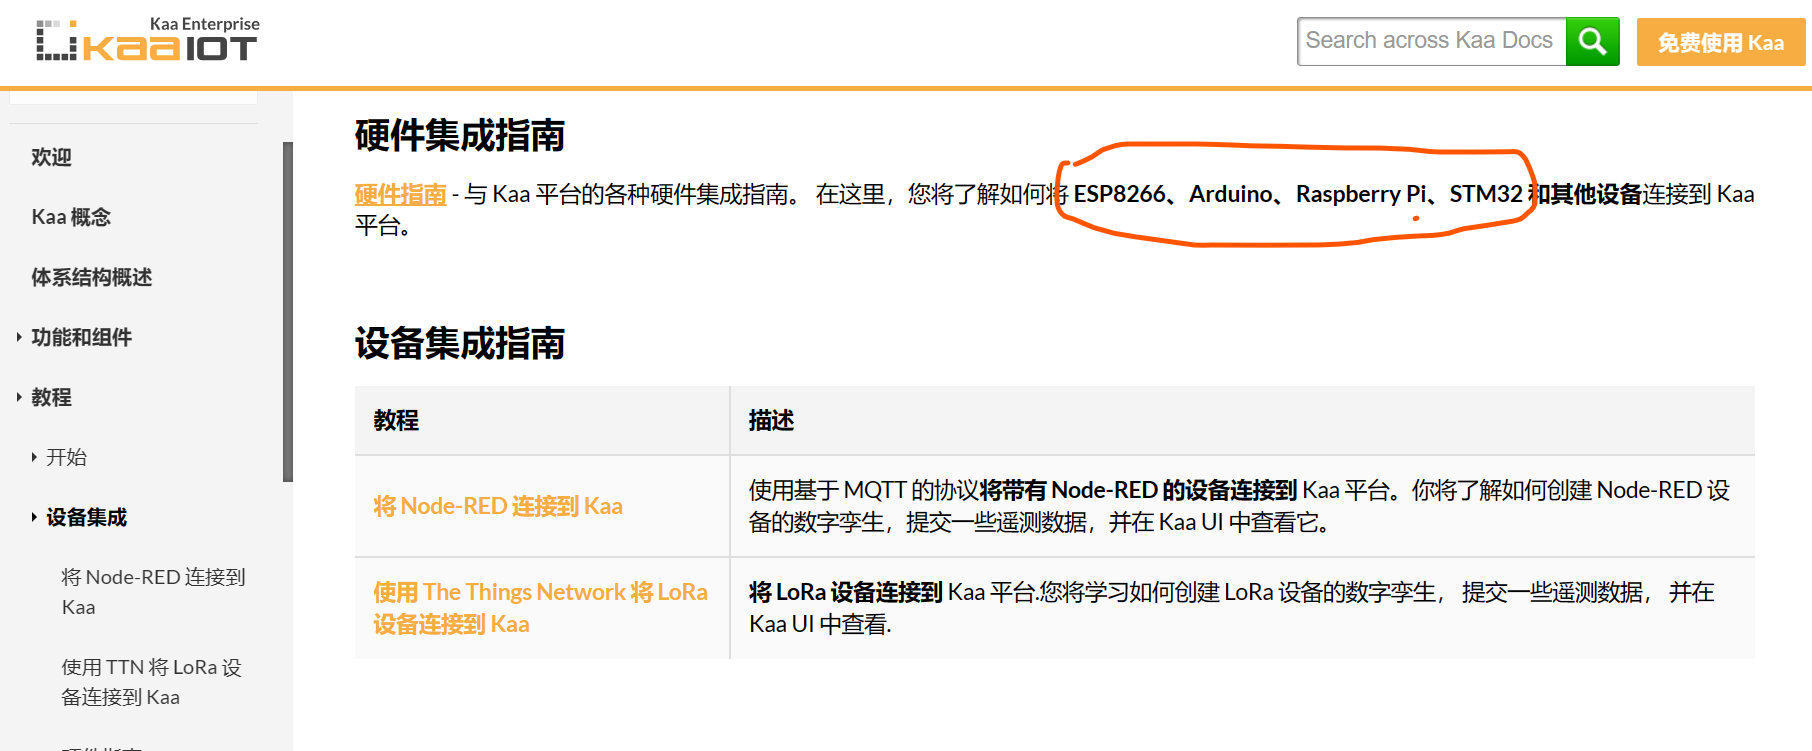 Kaa Enterprise
kaaIOT
Search across Kaa Docs
免费使用 Kaa
欢迎
Kaa 概念
体系结构概述
功能和组件
教程
开始
设备集成
将 Node-RED 连接到
Kaa
使用 TTN 将 LoRa 设
备连接到 Kaa
硬件集成指南
硬件指南 - 与 Kaa 平台的各种硬件集成指南。 在这里，您将了解如何将 ESP8266、Arduino、Raspberry Pi、STM32 和其他设备连接到 Kaa
平台。
设备集成指南
教程
描述
将 Node-RED 连接到 Kaa
使用基于 MQTT 的协议将带有 Node-RED 的设备连接到 Kaa 平台。你将了解如何创建 Node-RED 设
备的数字孪生，提交一些遥测数据，并在 Kaa UI 中查看它。
使用 The Things Network 将 LoRa
设备连接到 Kaa
将 LoRa 设备连接到 Kaa 平台.您将学习如何创建 LoRa 设备的数字孪生， 提交一些遥测数据， 并在
Kaa UI 中查看.